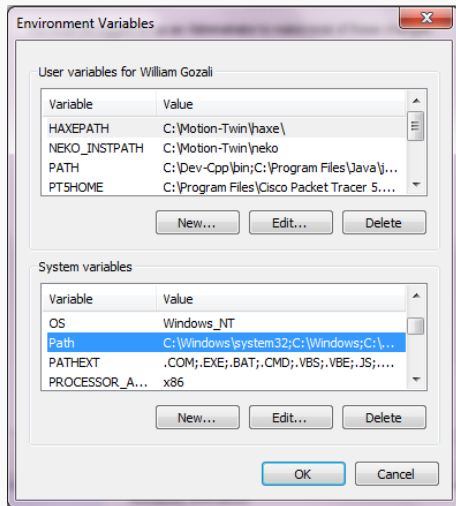 Environment Variables
User variables for William Gozali
Variable Value
HAXEPATH C:\Motion-Twin\haxe\
NEKO_INSTPATH C:\Motion-Twin\neko
PATH C:\Dev-Cpp\bin;C:\Program Files\Java\j...
PT5HOME C:\Program Files\Cisco Packet Tracer 5....
New... Edit... Delete
System variables
Variable Value
OS Windows_NT
Path C:\Windows\system32;C:\Windows;C:\...
PATHEXT .COM;.EXE;.BAT;.CMD;.VBS;.VBE;.JS;....
PROCESSOR_A... x86
New... Edit... Delete
OK Cancel